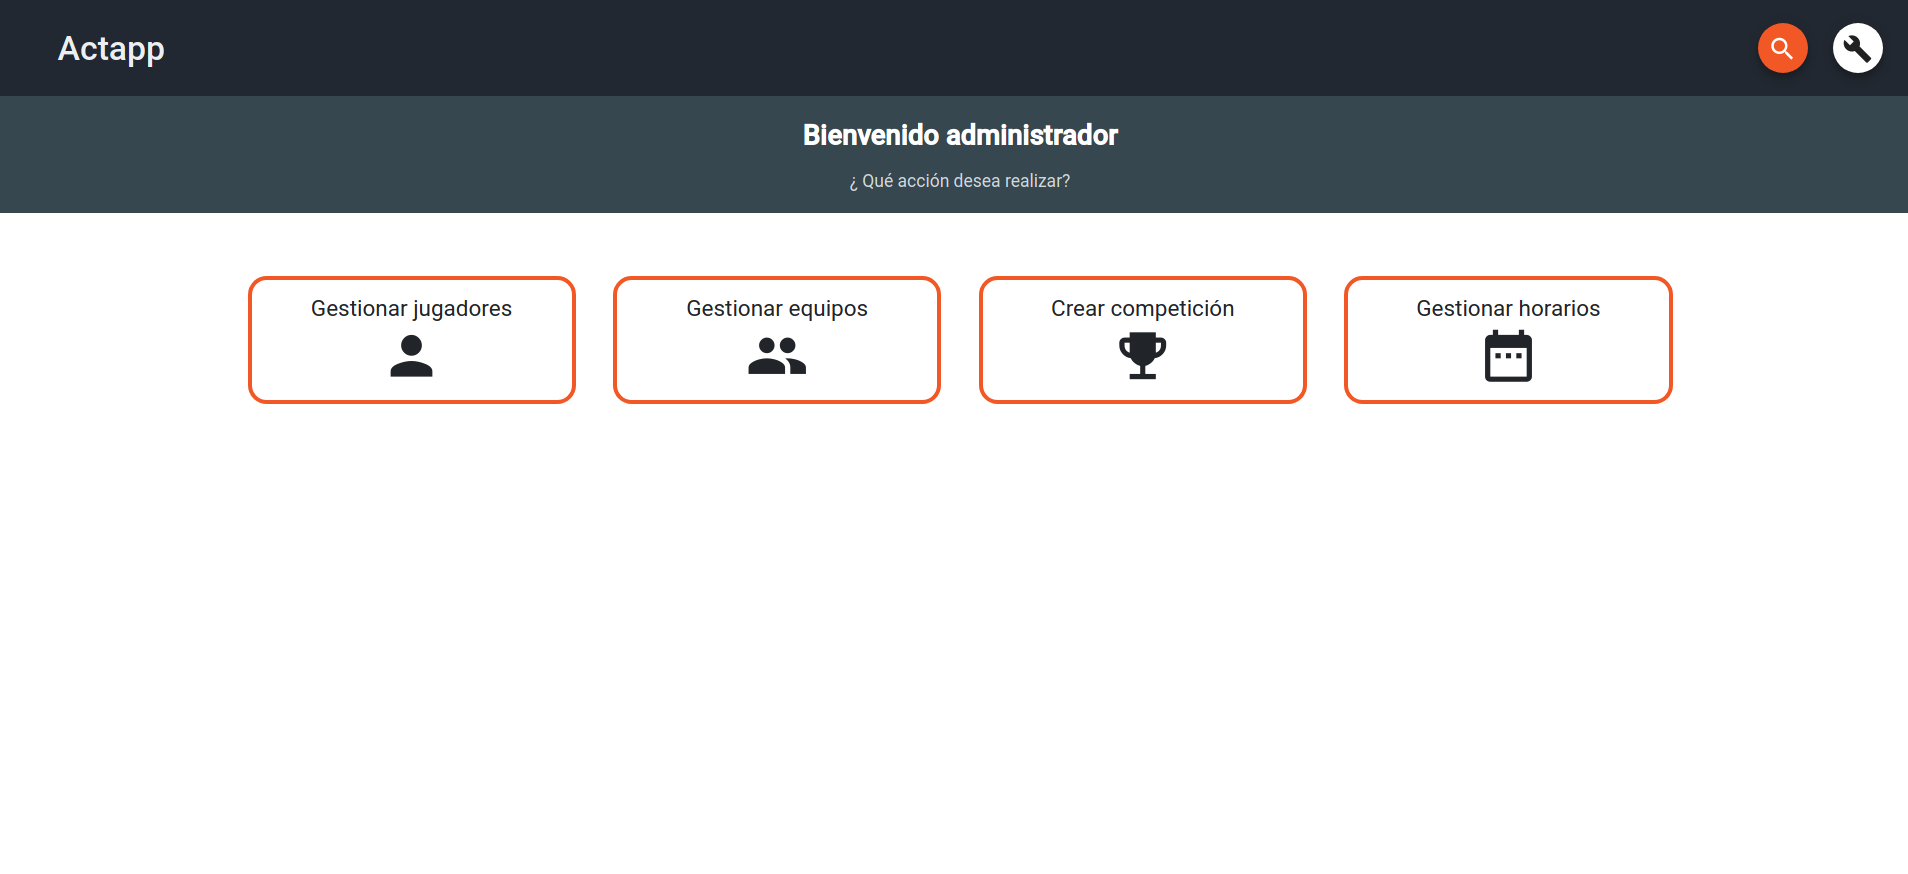 Actapp
Bienvenido administrador
¿ Qué acción desea realizar?
Gestionar jugadores
Gestionar equipos
Crear competición
Gestionar horarios